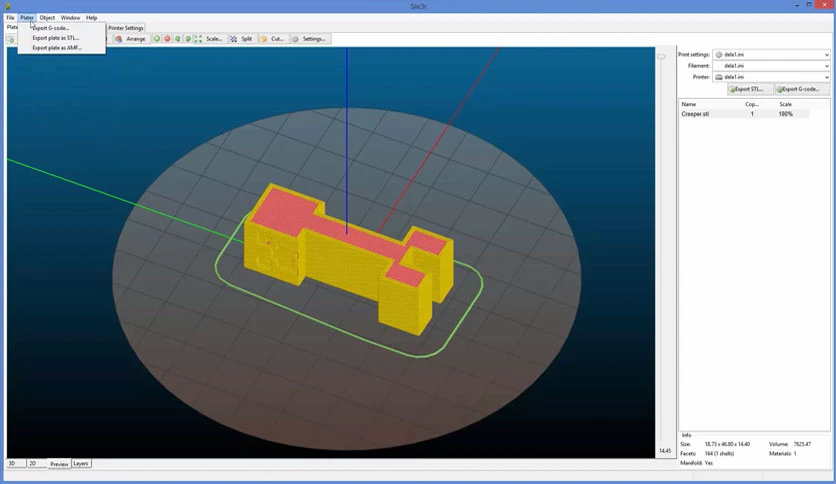 Slic3r
File Plater Object Window Help
Plate Printer Settings
Export G-code...
Export plate as STL...
Export plate as AMF...
Arrange Scale... Split Cut... Settings...
Print settings: dela1.ini
Filament: dela1.ini
Printer: dela1.ini
Export STL... Export G-code...
Name Cop... Scale
Creeper.stl 1 180%
14.45
Info
Size: 18.73 x 46.80 x 14.40 Volume: 7625.47
Facets: 164 (1 shells) Materials: 1
Manifold: Yes
3D 2D Preview Layers